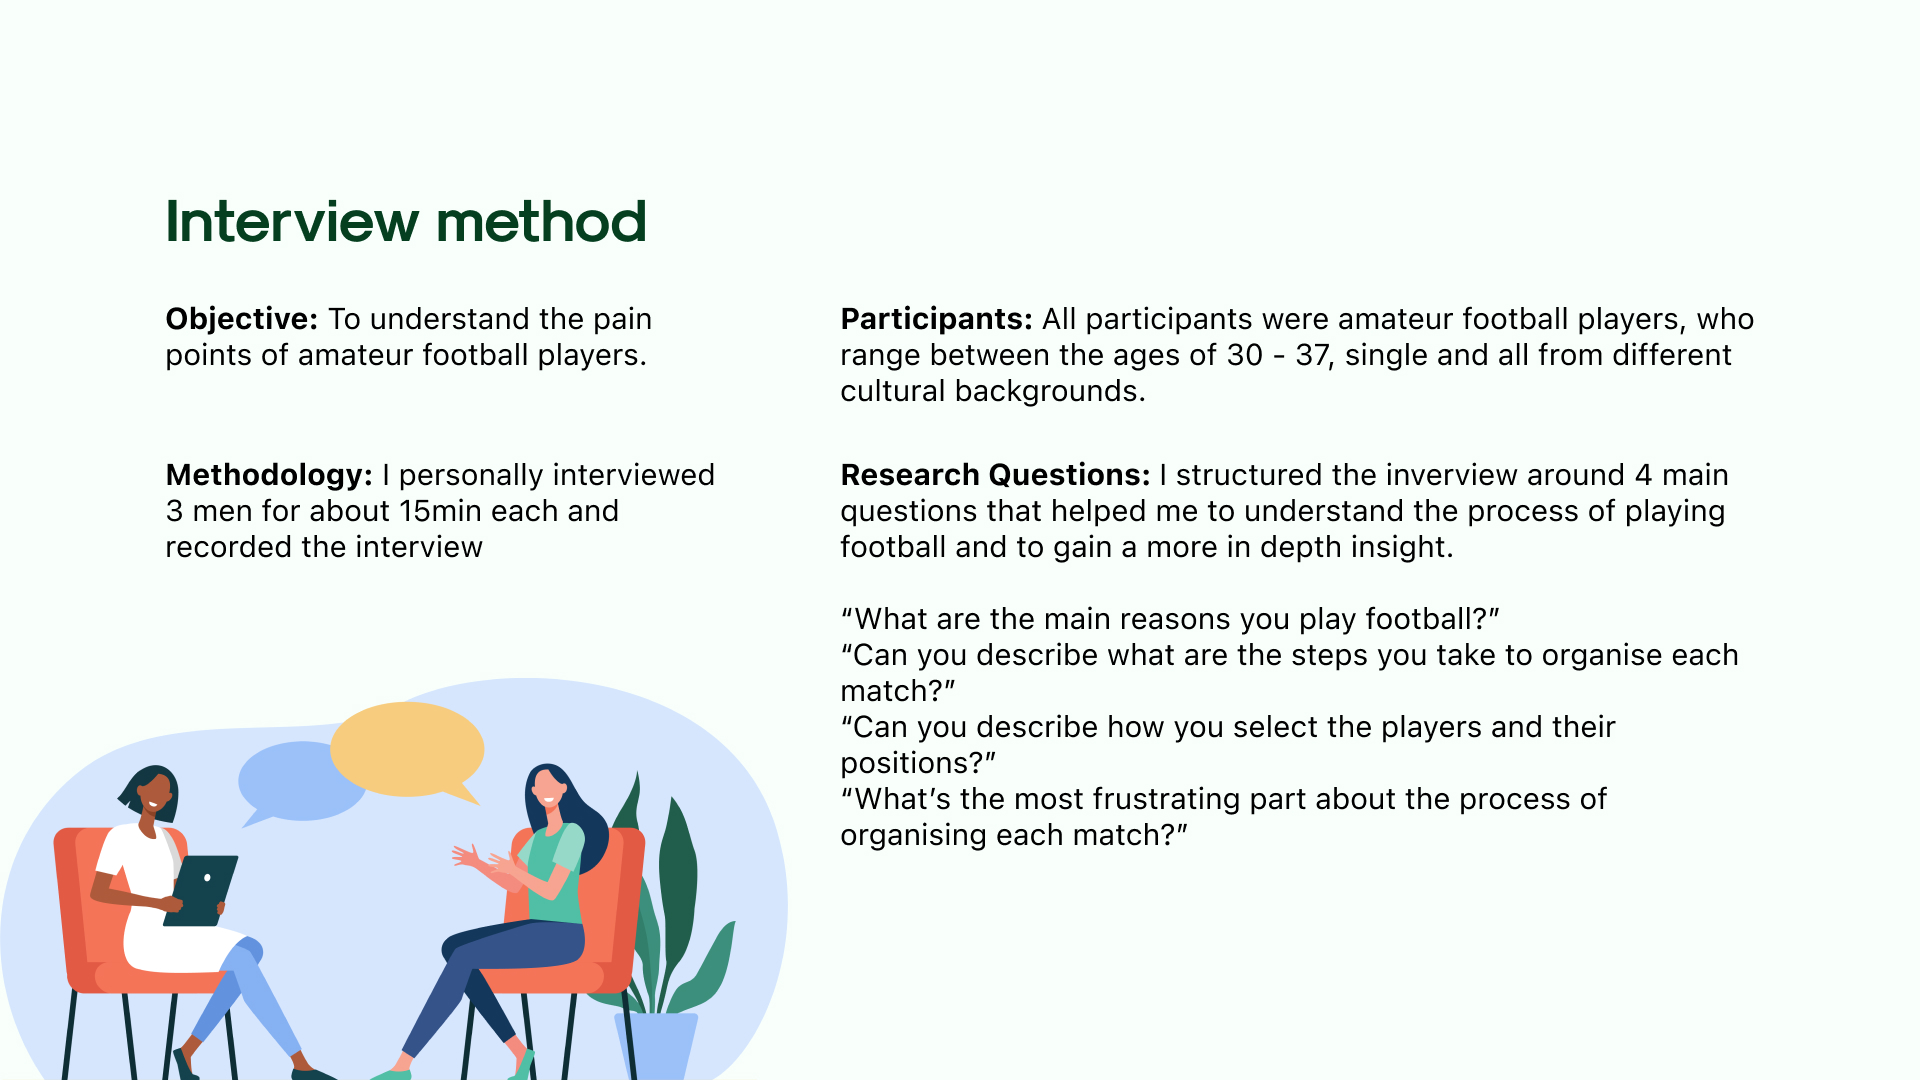 Interview method
Objective: To understand the pain
points of amateur football players.
Methodology: I personally interviewed
3 men for about 15min each and
recorded the interview
Participants: All participants were amateur football players, who
range between the ages of 30 - 37, single and all from different
cultural backgrounds.
Research Questions: I structured the inverview around 4 main
questions that helped me to understand the process of playing
football and to gain a more in depth insight.
“What are the main reasons you play football?”
“Can you describe what are the steps you take to organise each
match?”
“Can you describe how you select the players and their
positions?”
“What’s the most frustrating part about the process of
organising each match?”